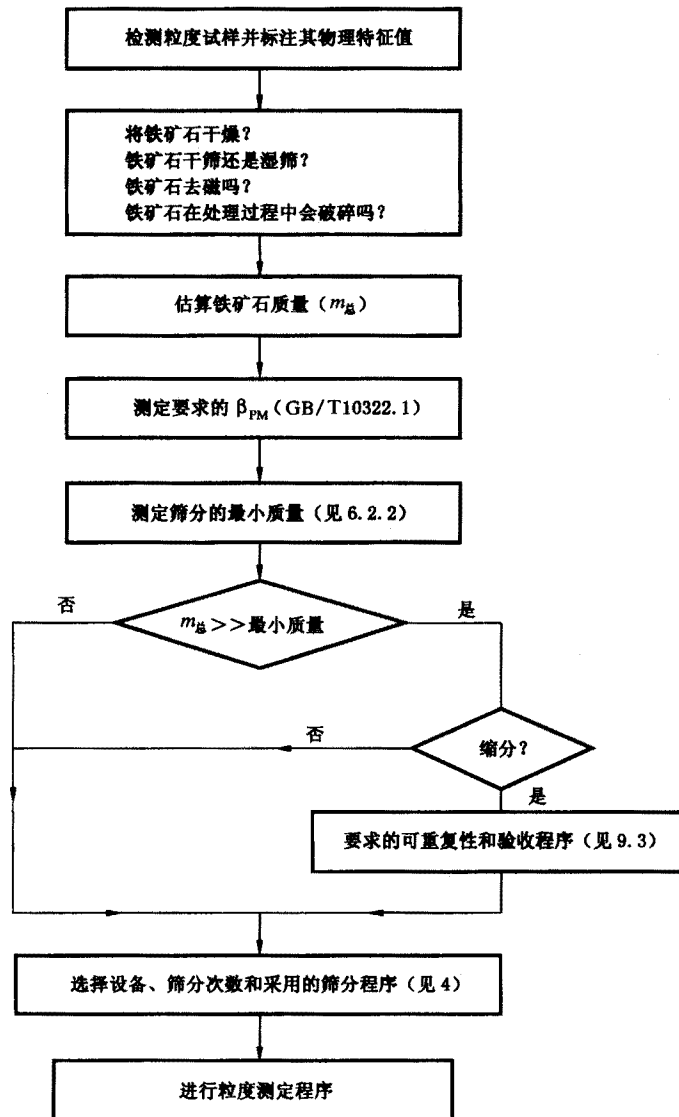 检测粒度试样并标注其物理特征值
将铁矿石干燥?
铁矿石干筛还是湿筛?
铁矿石去磁吗?
铁矿石在处理过程中会破碎吗?
估算铁矿石质量(m总)
测定要求的 βPM(GB/T10322.1)
测定筛分的最小质量(见 6.2.2)
否
m总>>最小质量
是
否
缩分?
是
要求的可重复性和验收程序(见 9.3)
选择设备、筛分次数和采用的筛分程序(见 4)
进行粒度测定程序